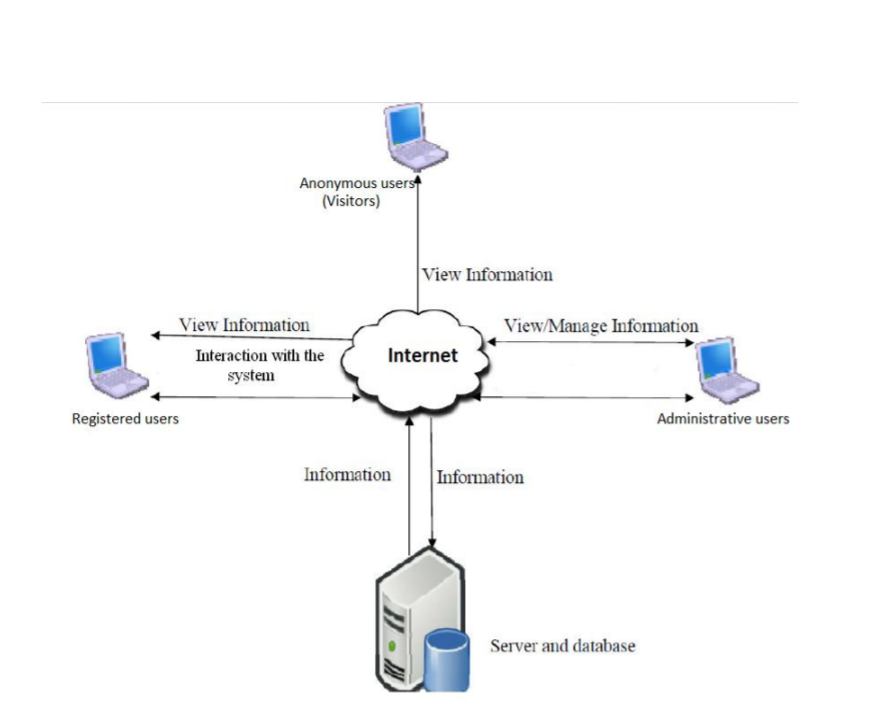 Anonymous users
(Visitors)
View Information
View Information
View/Manage Information
Interaction with the
system
Internet
Registered users
Administrative users
Information
Information
Server and database